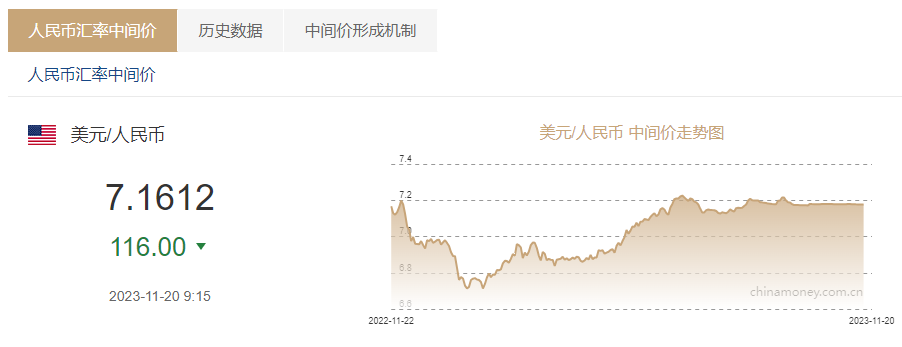 人民币汇率中间价 历史数据 中间价形成机制
人民币汇率中间价
美元/人民币
7.1612
116.00
2023-11-20 9:15
美元/人民币 中间价走势图
7.4
7.2
7.0
6.8
6.6
chinamoney.com.cn
2022-11-22 2023-11-20